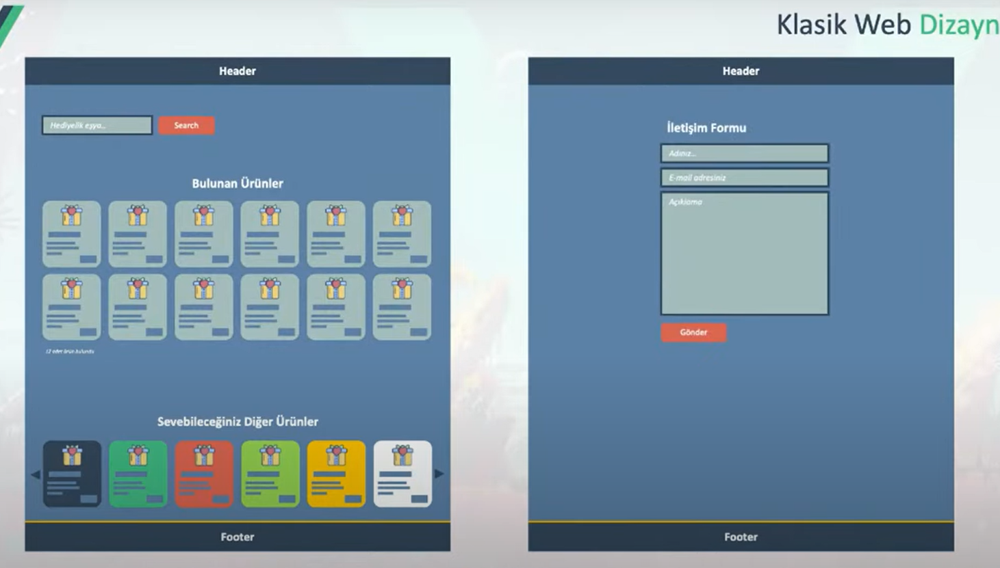 Klasik Web Dizayn
Header
Hediyelik eşya...
Search
Bulunan Ürünler
12 adet ürün bulundu
Sevebileceğiniz Diğer Ürünler
Footer
Header
İletişim Formu
Adınız...
E-mail adresiniz
Açıklama
Gönder
Footer